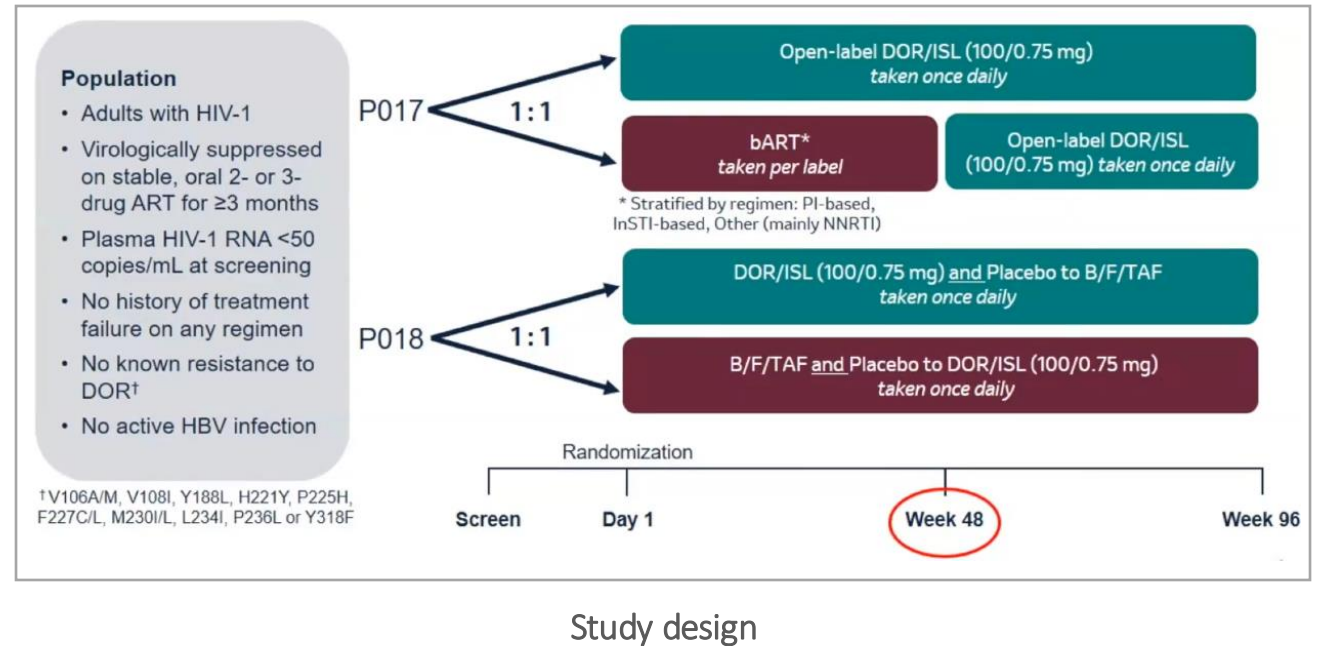 Population
• Adults with HIV-1
• Virologically suppressed
on stable, oral 2- or 3-
drug ART for ≥3 months
• Plasma HIV-1 RNA <50
copies/mL at screening
• No history of treatment
failure on any regimen
• No known resistance to
DOR†
• No active HBV infection
†V106A/M, V108I, Y188L, H221Y, P225H,
F227C/L, M230I/L, L234I, P236L or Y318F
P017
1:1
Open-label DOR/ISL (100/0.75 mg)
taken once daily
bART*
taken per label
Open-label DOR/ISL
(100/0.75 mg) taken once daily
* Stratified by regimen: PI-based,
InSTI-based, Other (mainly NNRTI)
P018
1:1
DOR/ISL (100/0.75 mg) and Placebo to B/F/TAF
taken once daily
B/F/TAF and Placebo to DOR/ISL (100/0.75 mg)
taken once daily
Randomization
Screen
Day 1
Week 48
Week 96
Study design